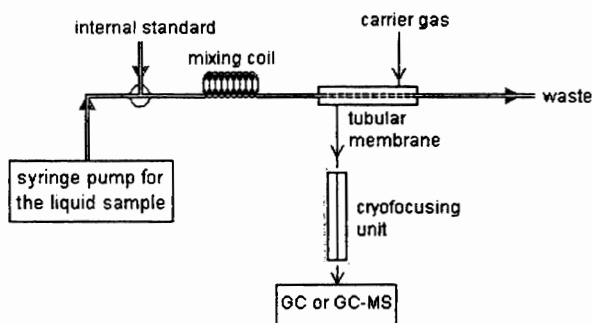 internal standard
carrier gas
mixing coil
waste
tubular
membrane
syringe pump for
the liquid sample
cryofocusing
unit
GC or GC-MS